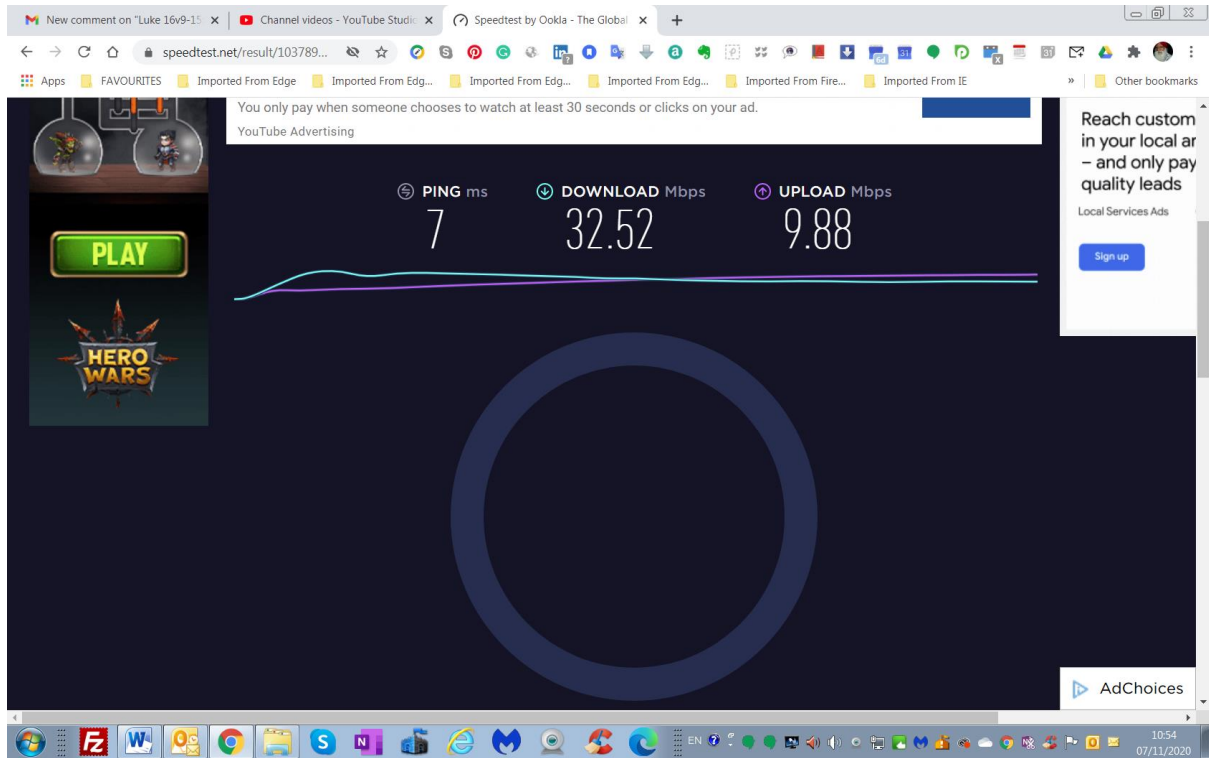 New comment on "Luke 16v9-15
Channel videos - YouTube Studio
Speedtest by Ookla - The Global
speedtest.net/result/103789...
Apps
FAVOURITES
Imported From Edge
Imported From Edg...
Imported From Edg...
Imported From Edg...
Imported From Fire...
Imported From IE
»
Other bookmarks
You only pay when someone chooses to watch at least 30 seconds or clicks on your ad.
YouTube Advertising
Reach custom
in your local ar
– and only pay
quality leads
Local Services Ads
Sign up
PING ms
DOWNLOAD Mbps
UPLOAD Mbps
7
32.52
9.88
PLAY
HERO
WARS
AdChoices
EN
10:54
07/11/2020